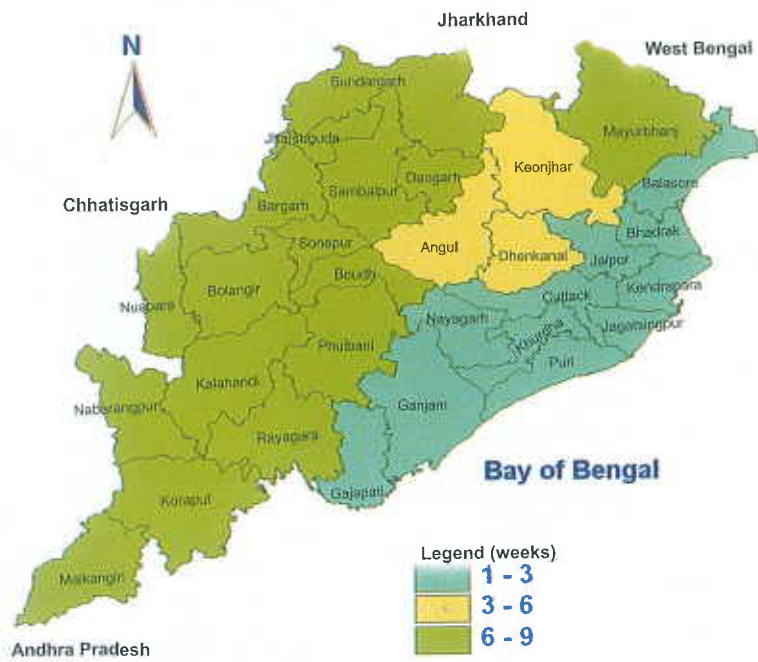 Jharkhand
N
West Bengal
Sundargarh
Jharsuguda
Mayurbhanj
Keonjhar
Deogarh
Sambalpur
Balasore
Chhatisgarh
Bargarh
Sonepur
Angul
Dhenkanal
Bhadrak
Jajpur
Boudh
Bolangir
Nuapara
Cuttack
Kendrapara
Nayagarh
Khurdha
Jagatsingpur
Phulbani
Puri
Kalahandi
Nabarangpur
Ganjam
Rayagara
Bay of Bengal
Koraput
Gajapati
Legend (weeks)
1 - 3
Malkangiri
3 - 6
6 - 9
Andhra Pradesh